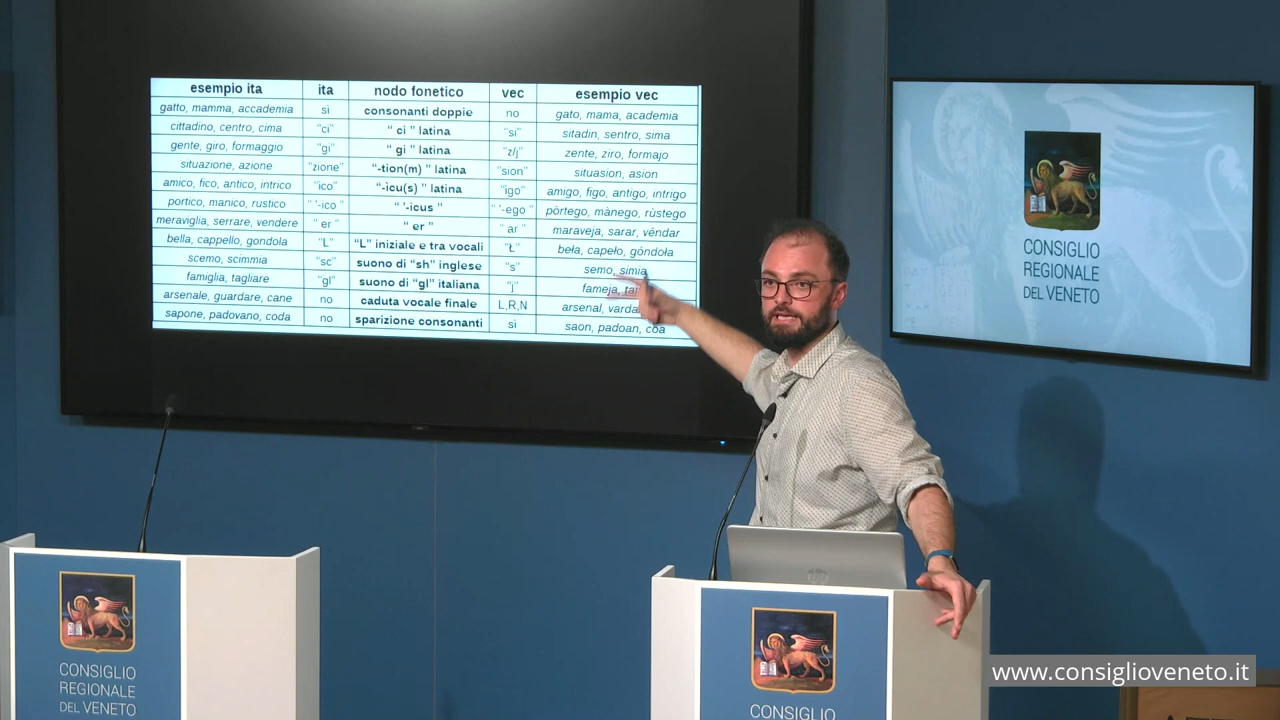 esempio ita ita nodo fonetico vec esempio vec
gatto, mamma, accademia sì consonanti doppie no gato, mama, academia
cittadino, centro, cima "ci" " ci " latina "si" sitadin, sentro, sima
gente, giro, formaggio "gi" " gi " latina "z/j" zente, ziro, formajo
situazione, azione "zione" "-tion(m) " latina "sion" situasion, asion
amico, fico, antico, intrico "ico" "-icu(s) " latina "igo" amigo, figo, antigo, intrigo
portico, manico, rustico " '-ico " " '-icus " " '-ego " pòrtego, mànego, rùstego
meraviglia, serrare, vendere " er " " er " " ar " maraveja, sarar, véndar
bella, cappello, gondola "L" "L" iniziale e tra vocali "Ł" beła, capeło, góndoła
scemo, scimmia "sc" suono di "sh" inglese "s" semo, simia
famiglia, tagliare "gl" suono di "gl" italiana "j" fameja,
arsenale, guardare, cane no caduta vocale finale L,R,N arsenal,
sapone, padovano, coda no sparizione consonanti sì saon, padoan, coa
CONSIGLIO
REGIONALE
DEL VENETO
CONSIGLIO
REGIONALE
DEL VENETO
hp
CONSIGLIO
www.consiglioveneto.it